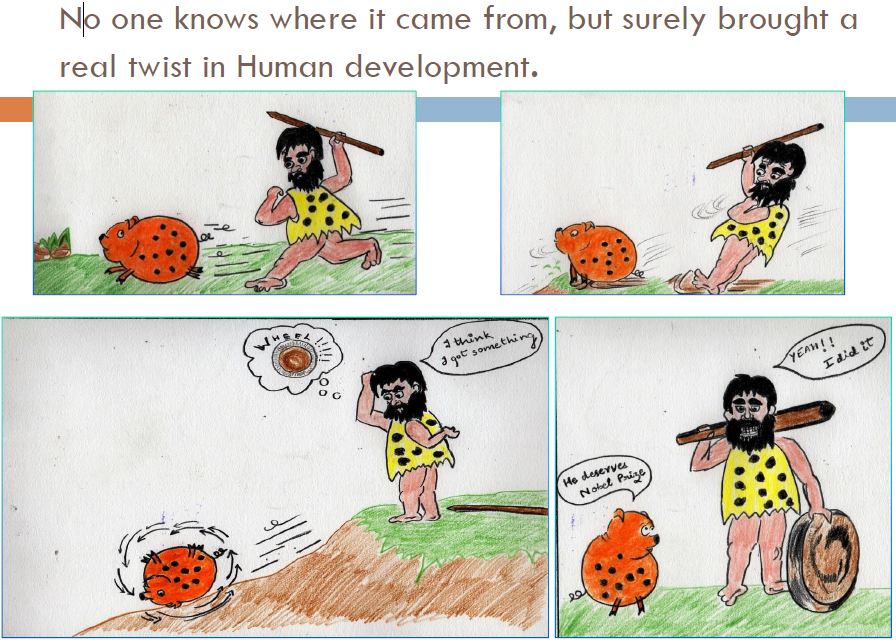 No one knows where it came from, but surely brought a
real twist in Human development.
WHEEL!!
I think
I got something
YEAH!!
I did it
He deserves
Nobel Prize